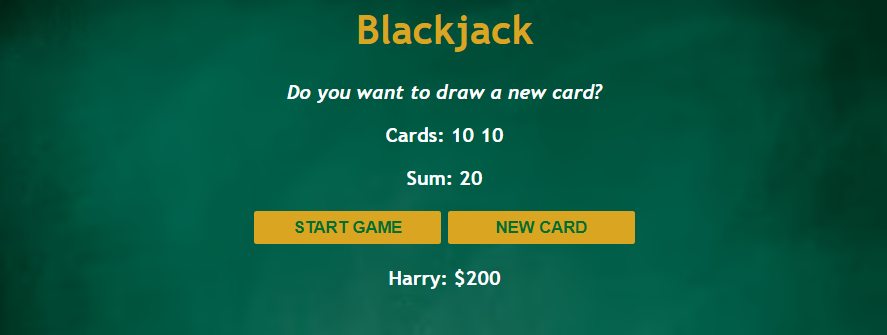 Blackjack
Do you want to draw a new card?
Cards: 10 10
Sum: 20
START GAME NEW CARD
Harry: $200